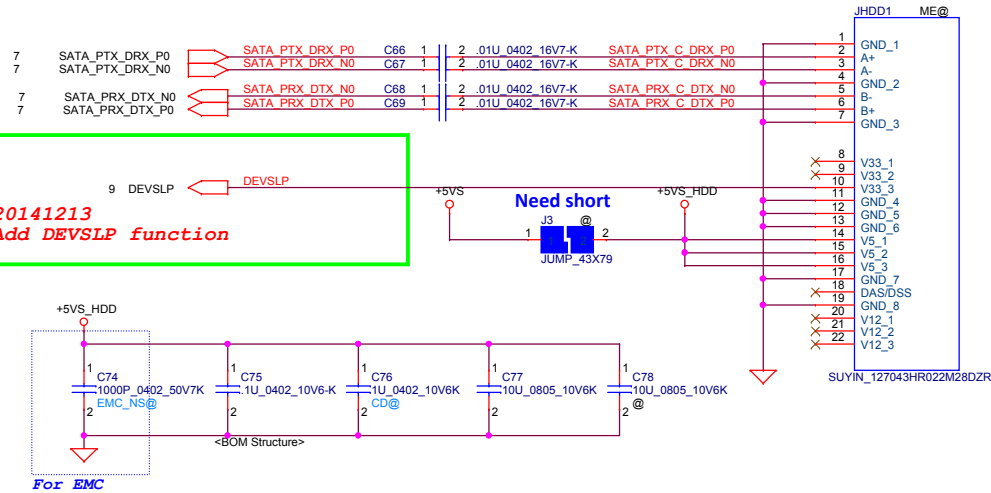 JHDD1 ME@
7 SATA_PTX_DRX_P0 SATA_PTX_DRX_P0 C66 1 2 .01U_0402_16V7-K SATA_PTX_C_DRX_P0
7 SATA_PTX_DRX_N0 SATA_PTX_DRX_N0 C67 1 2 .01U_0402_16V7-K SATA_PTX_C_DRX_N0
7 SATA_PRX_DTX_N0 SATA_PRX_DTX_N0 C68 1 2 .01U_0402_16V7-K SATA_PRX_C_DTX_N0
7 SATA_PRX_DTX_P0 SATA_PRX_DTX_P0 C69 1 2 .01U_0402_16V7-K SATA_PRX_C_DTX_P0
1 GND_1
2 A+
3 A-
4 GND_2
5 B-
6 B+
7 GND_3
8 V33_1
9 V33_2
10 V33_3
11 GND_4
12 GND_5
13 GND_6
14 V5_1
15 V5_2
16 V5_3
17 GND_7
18 DAS/DSS
19 GND_8
20 V12_1
21 V12_2
22 V12_3
SUYIN_127043HR022M28DZR
9 DEVSLP DEVSLP
20141213
Add DEVSLP function
+5VS
Need short
+5VS_HDD
J3 @
1 1 2 2
JUMP_43X79
+5VS_HDD
1 1 1 1 1
C74 C75 C76 C77 C78
1000P_0402_50V7K .1U_0402_10V6-K 1U_0402_10V6K 10U_0805_10V6K 10U_0805_10V6K
EMC_NS@ CD@ @
2 2 2 2 2
<BOM Structure>
For EMC